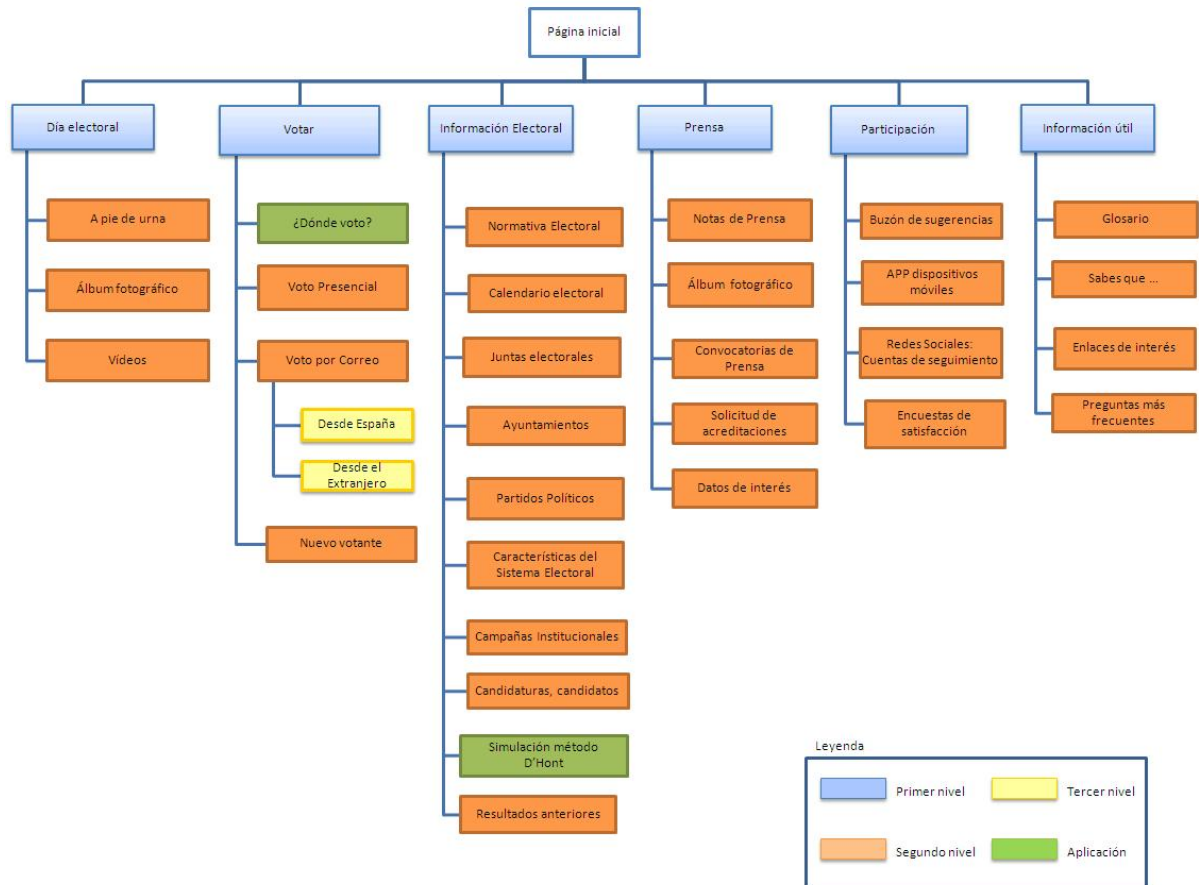 Página inicial
Día electoral
Votar
Información Electoral
Prensa
Participación
Información útil
A pie de urna
Álbum fotográfico
Vídeos
¿Dónde voto?
Voto Presencial
Voto por Correo
Desde España
Desde el
Extranjero
Nuevo votante
Normativa Electoral
Calendario electoral
Juntas electorales
Ayuntamientos
Partidos Políticos
Características del
Sistema Electoral
Campañas Institucionales
Candidaturas, candidatos
Simulación método
D'Hont
Resultados anteriores
Notas de Prensa
Álbum fotográfico
Convocatorias de
Prensa
Solicitud de
acreditaciones
Datos de interés
Buzón de sugerencias
APP dispositivos
móviles
Redes Sociales:
Cuentas de seguimiento
Encuestas de
satisfacción
Glosario
Sabes que ...
Enlaces de interés
Preguntas más
frecuentes
Leyenda
Primer nivel
Tercer nivel
Segundo nivel
Aplicación